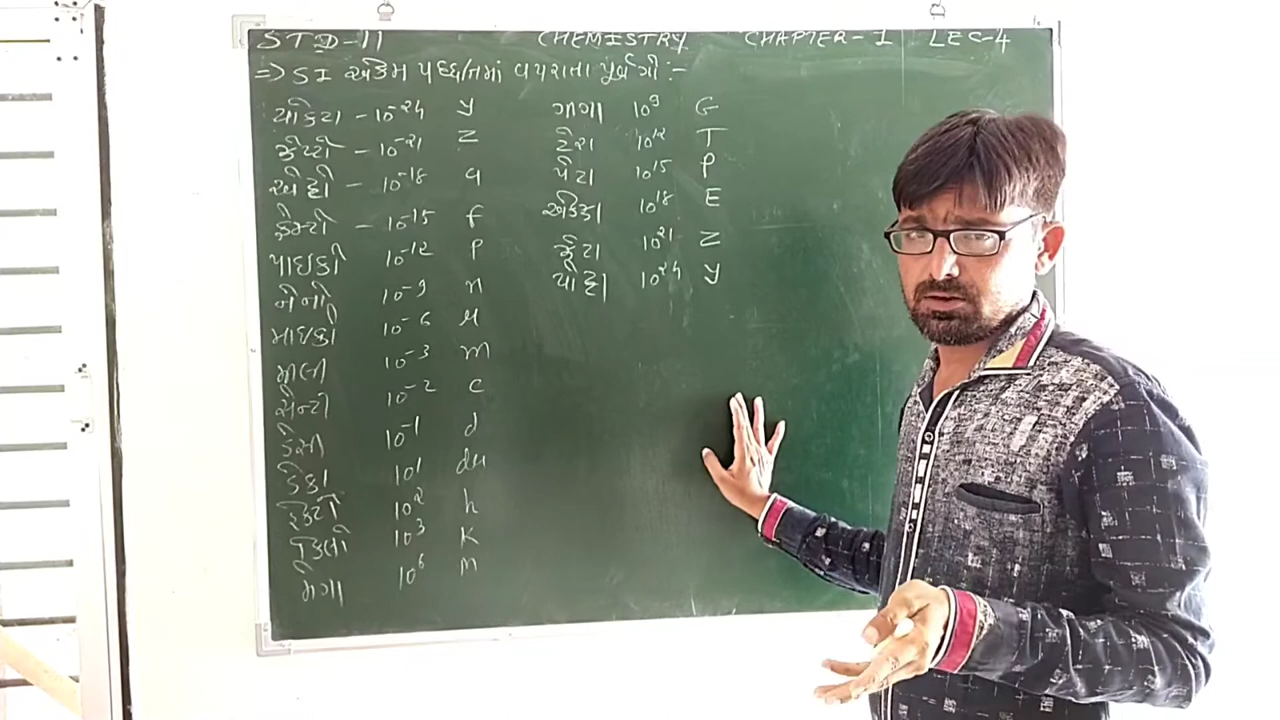 STD-11 CHEMISTRY CHAPTER-1 LEC-4
=> SI એકમ પદ્ધતિમાં વપરાતા પૂર્વગો :-
યોક્ટો - 10⁻²⁴ y
ઝેપ્ટો - 10⁻²¹ z
એટ્ટો - 10⁻¹⁸ a
ફેમ્ટો - 10⁻¹⁵ f
પાઇકો 10⁻¹² p
નેનો 10⁻⁹ n
માઇક્રો 10⁻⁶ μ
મીલી 10⁻³ m
સેન્ટી 10⁻² c
ડેસી 10⁻¹ d
ડેકા 10¹ da
હેક્ટો 10² h
કિલો 10³ K
મેગા 10⁶ M
ગીગા 10⁹ G
ટેરા 10¹² T
પેટા 10¹⁵ P
એક્ઝા 10¹⁸ E
ઝેટા 10²¹ Z
યોટ્ટા 10²⁴ Y